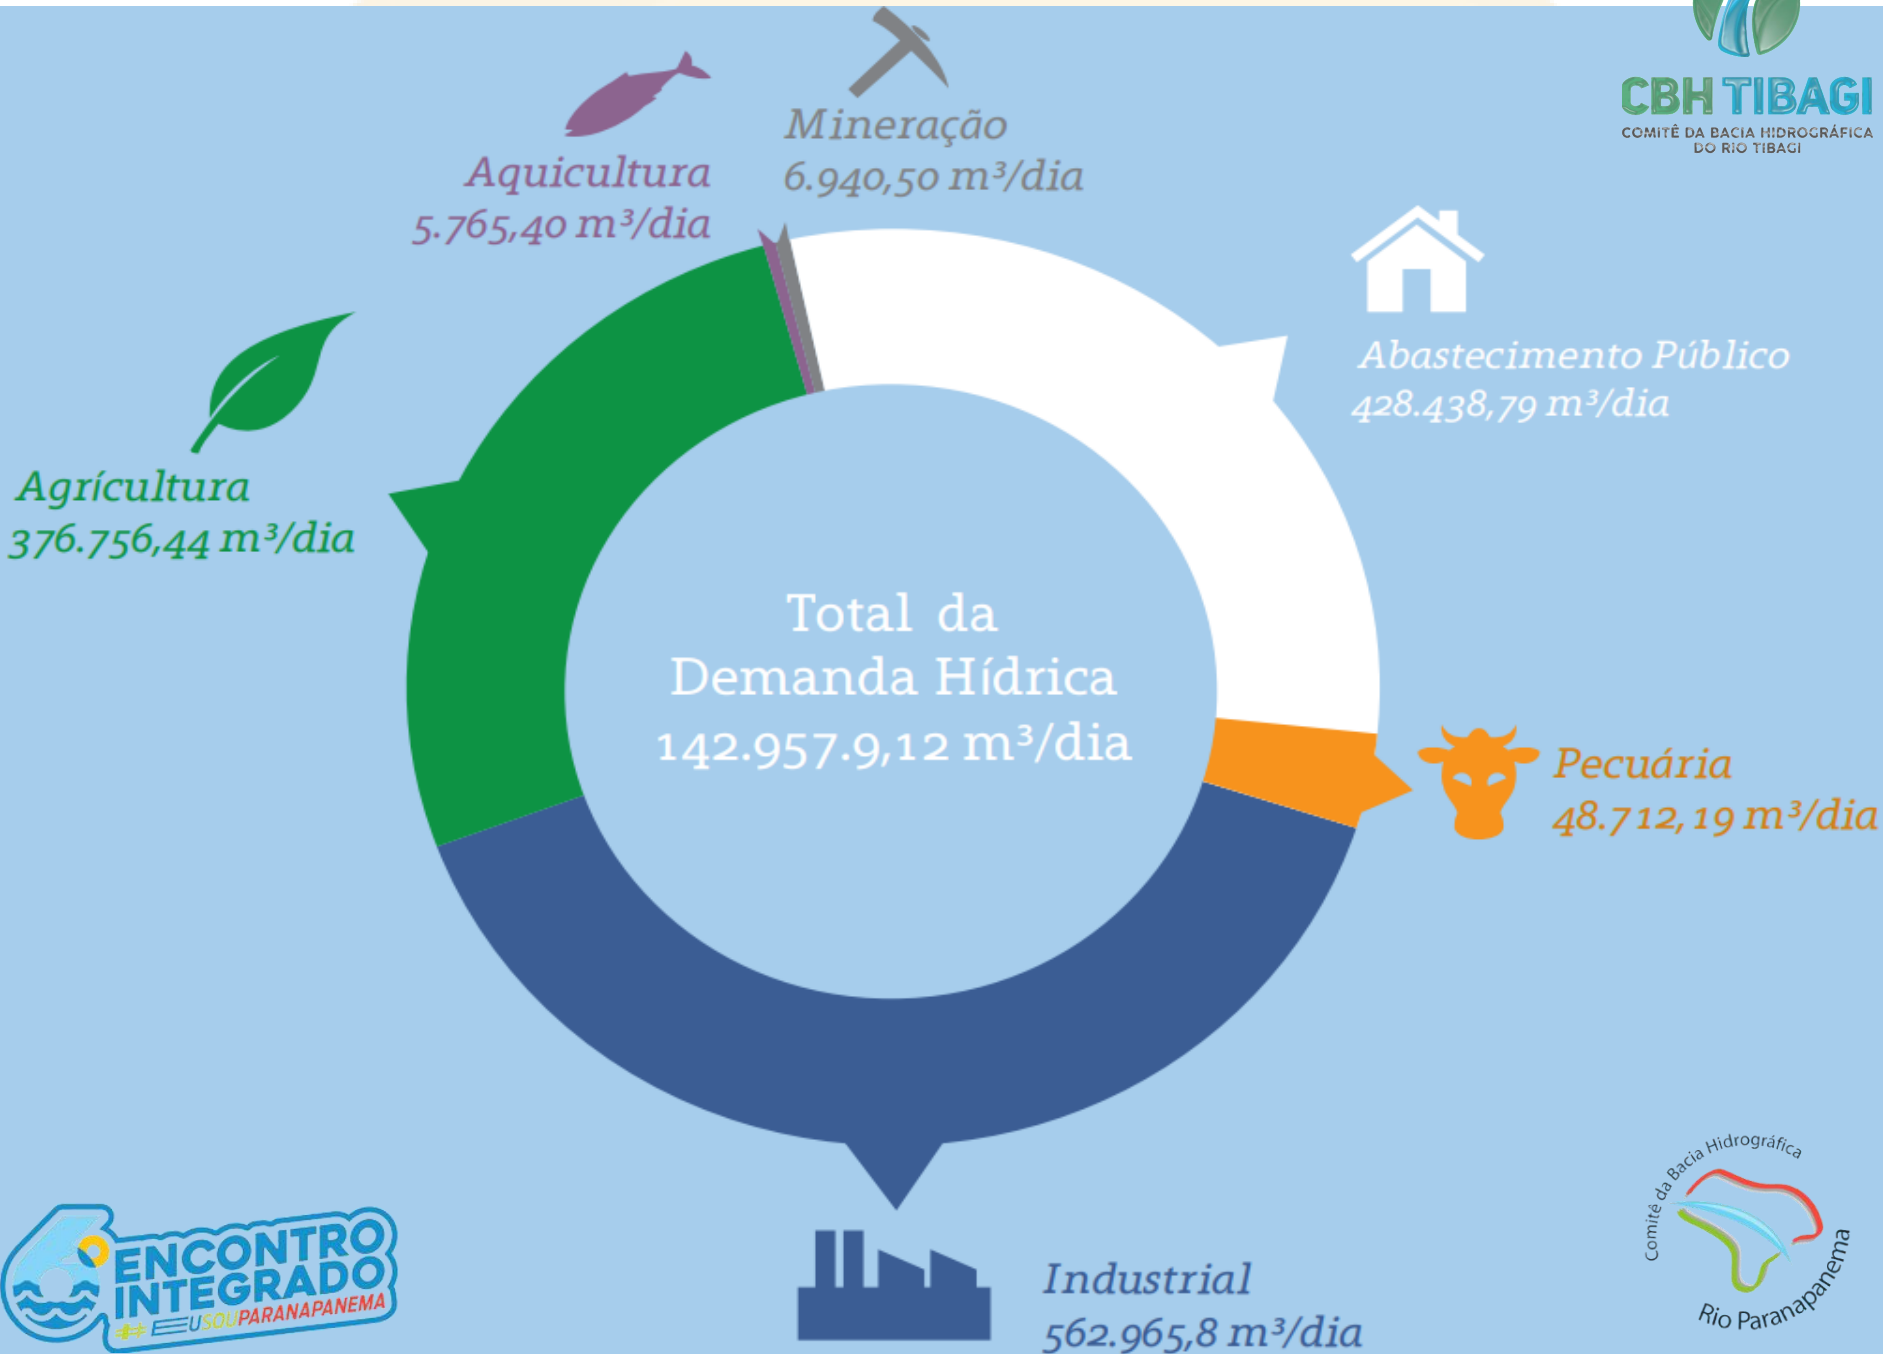 CBH TIBAGI
COMITÊ DA BACIA HIDROGRÁFICA
DO RIO TIBAGI
Mineração
6.940,50 m³/dia
Aquicultura
5.765,40 m³/dia
Abastecimento Público
428.438,79 m³/dia
Agrícultura
376.756,44 m³/dia
Total da
Demanda Hídrica
142.957.9,12 m³/dia
Pecuária
48.712,19 m³/dia
Industrial
562.965,8 m³/dia
6º ENCONTRO
INTEGRADO
#EUSOUPARANAPANEMA
Comitê da Bacia Hidrográfica
Rio Paranapanema